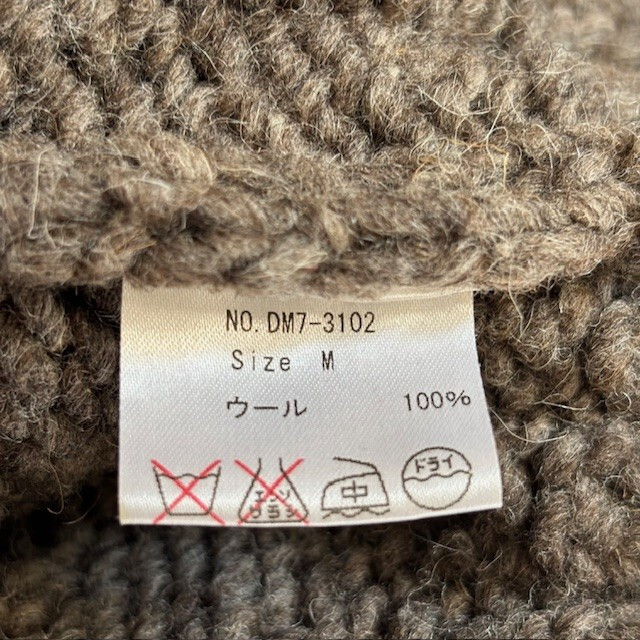 NO. DM7-3102
Size M
ウール 100%
エンソ
サラシ
中
ドライ